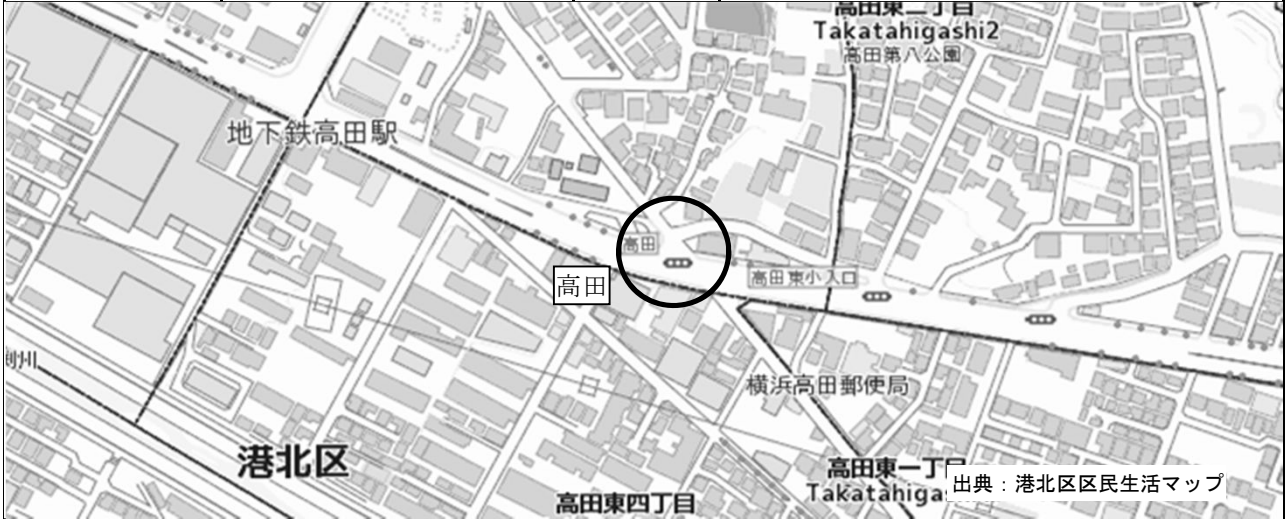 高田東二丁目
Takatahigashi2
高田第八公園
地下鉄高田駅
高田
高田
高田東小入口
横浜高田郵便局
港北区
高田東一丁目
Takatahigas
出典：港北区区民生活マップ
高田東四丁目